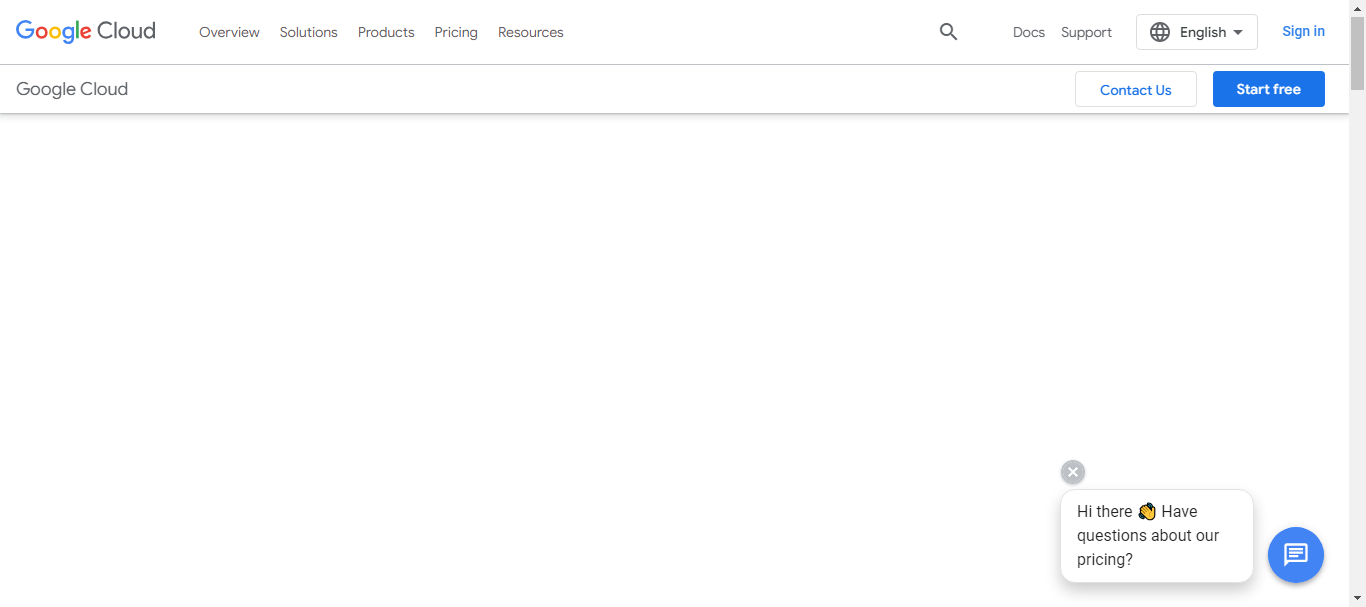 Google Cloud Overview Solutions Products Pricing Resources Docs Support English Sign in
Google Cloud Contact Us Start free
Hi there 👋 Have
questions about our
pricing?